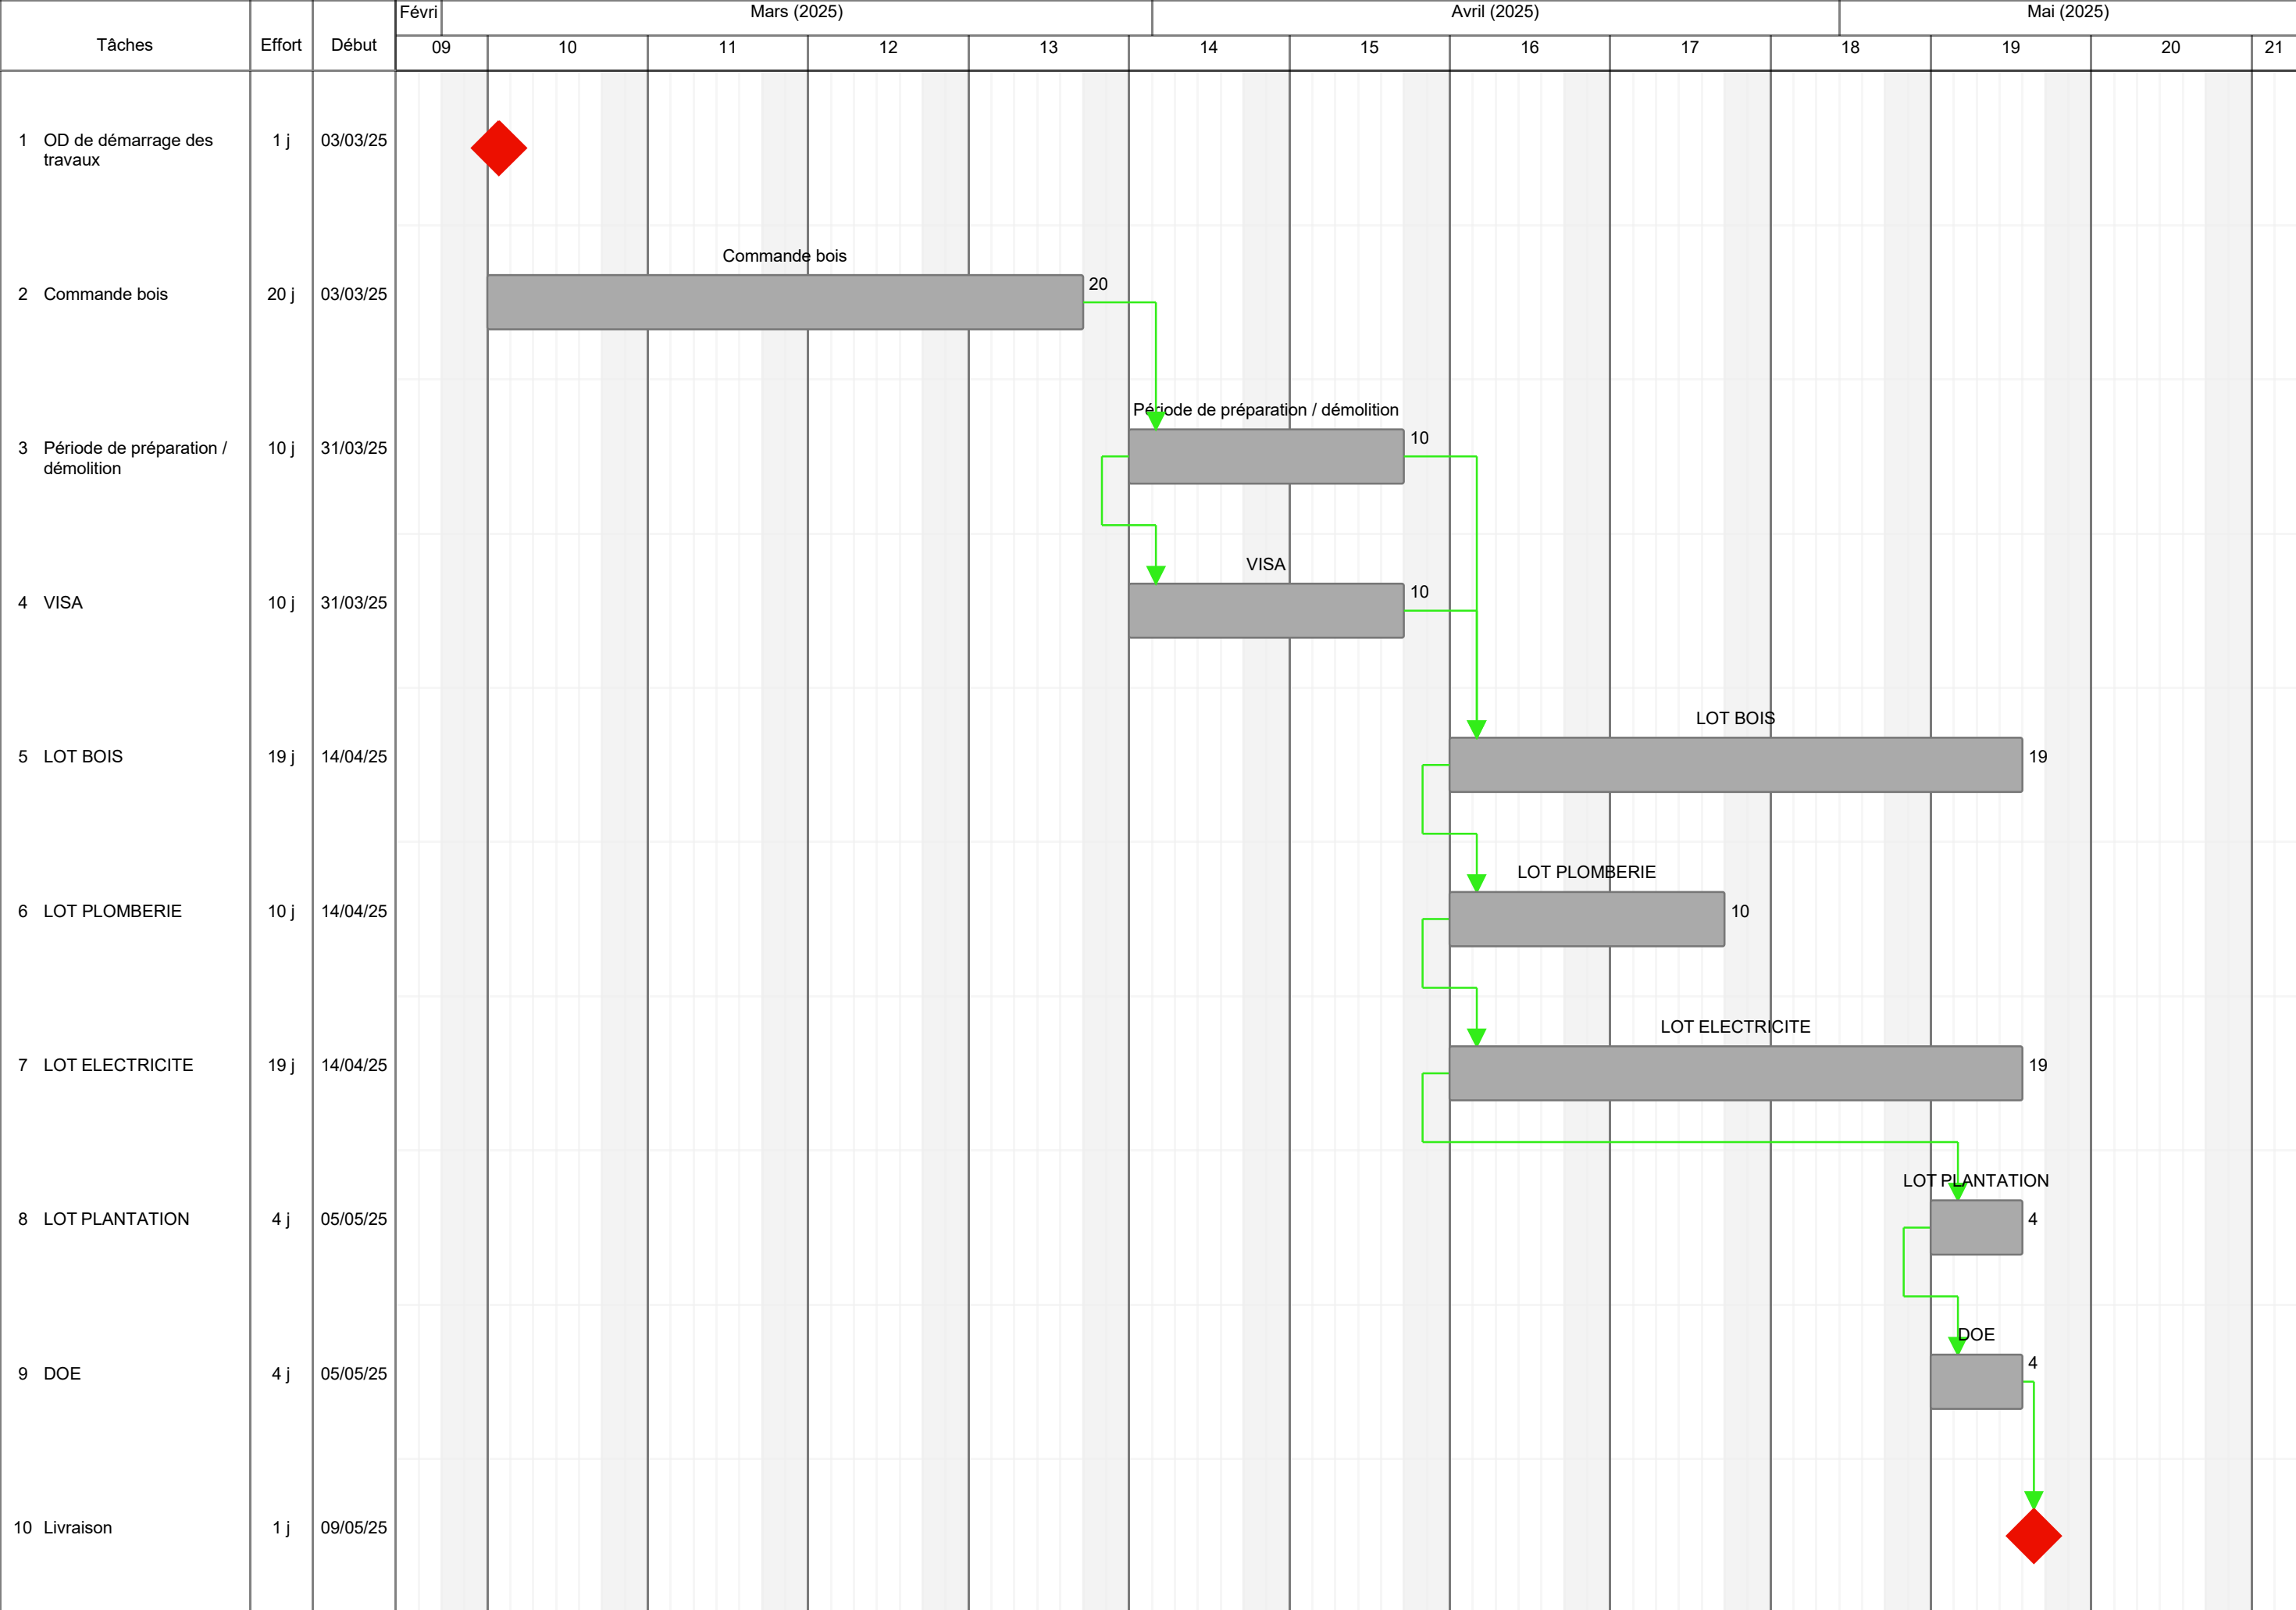 Févri
Mars (2025)
Avril (2025)
Mai (2025)
Tâches
Effort
Début
09
10
11
12
13
14
15
16
17
18
19
20
21
1
OD de démarrage des
travaux
1 j
03/03/25
Commande bois
2
Commande bois
20 j
03/03/25
20
Période de préparation / démolition
3
Période de préparation /
démolition
10 j
31/03/25
10
VISA
4
VISA
10 j
31/03/25
10
LOT BOIS
5
LOT BOIS
19 j
14/04/25
19
LOT PLOMBERIE
6
LOT PLOMBERIE
10 j
14/04/25
10
LOT ELECTRICITE
7
LOT ELECTRICITE
19 j
14/04/25
19
LOT PLANTATION
8
LOT PLANTATION
4 j
05/05/25
4
DOE
9
DOE
4 j
05/05/25
4
10
Livraison
1 j
09/05/25